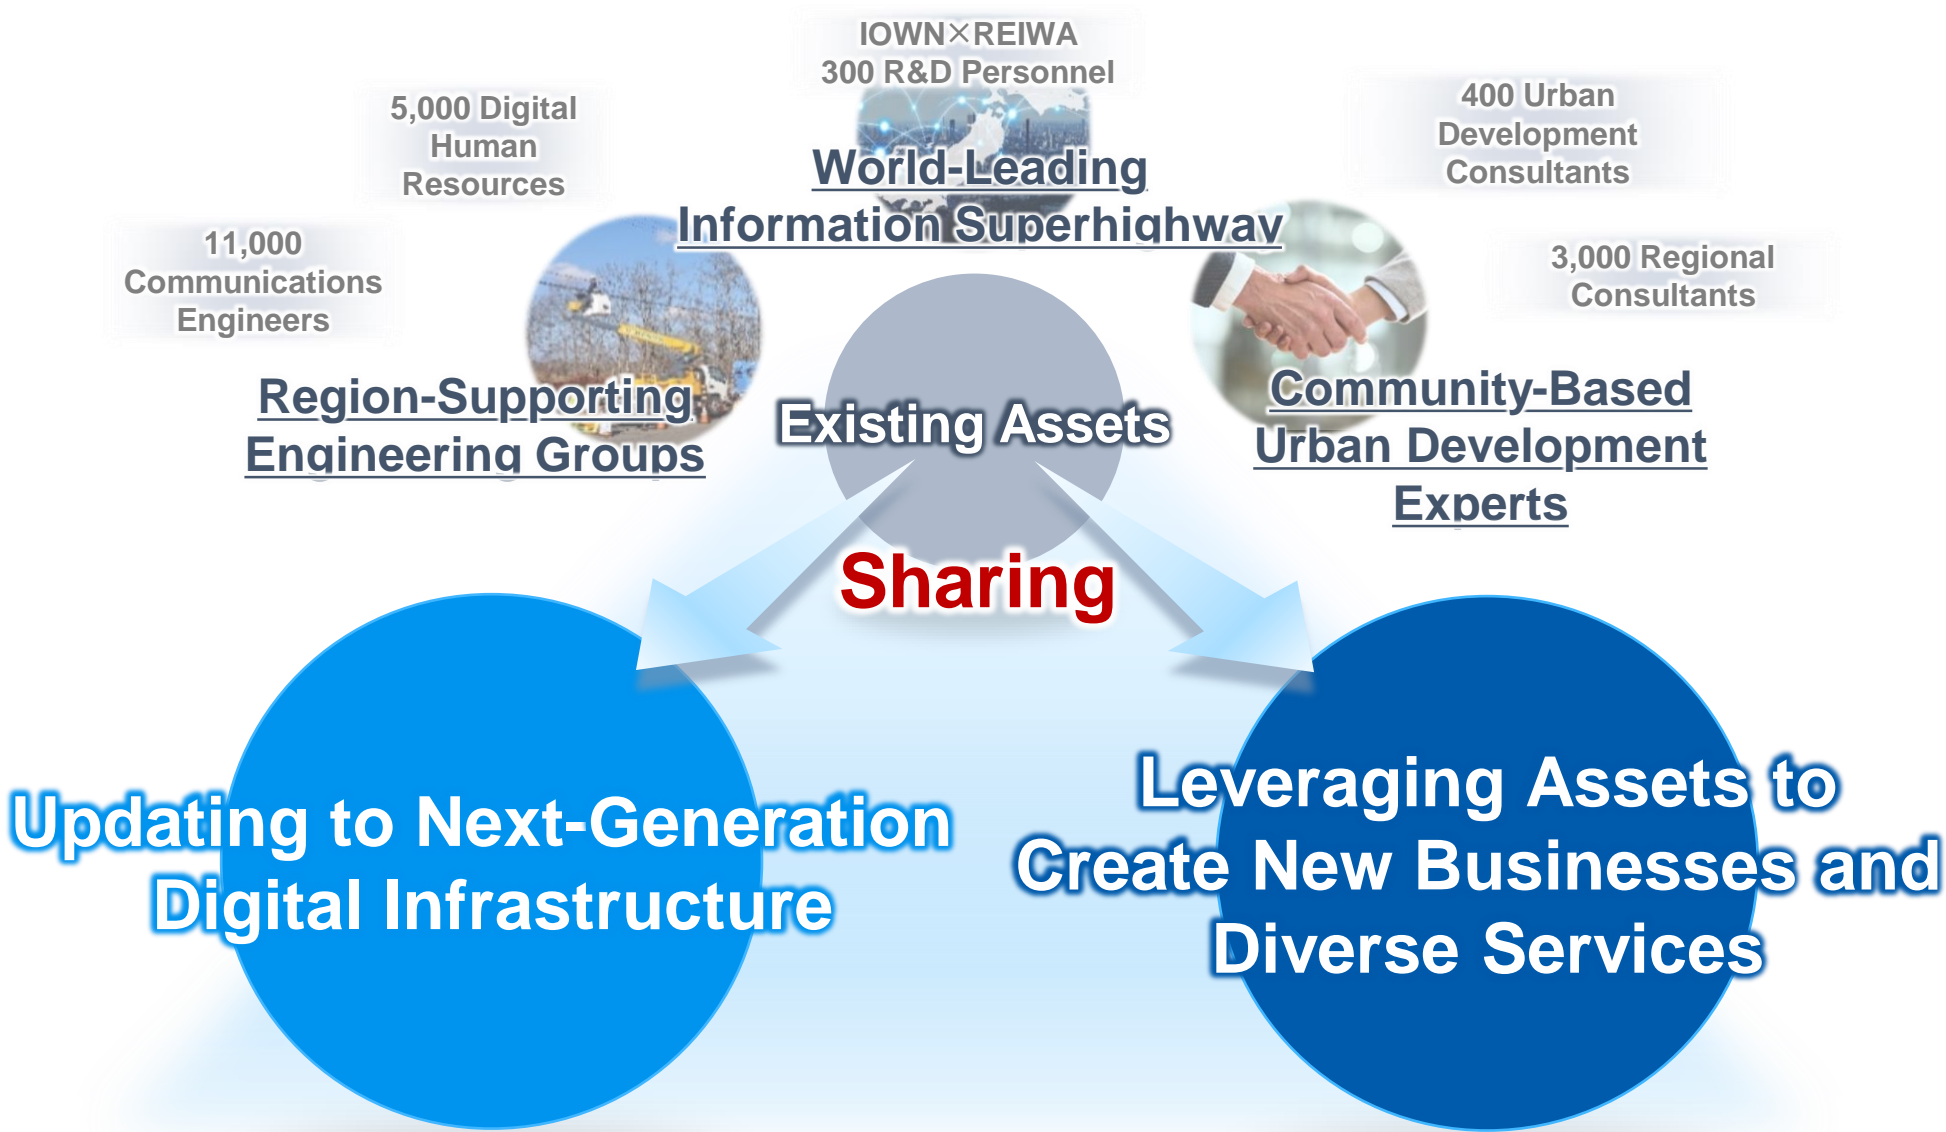 IOWN×REIWA
300 R&D Personnel
5,000 Digital
Human
Resources
400 Urban
Development
Consultants
World-Leading
Information Superhighway
11,000
Communications
Engineers
3,000 Regional
Consultants
Region-Supporting
Engineering Groups
Existing Assets
Community-Based
Urban Development
Experts
Sharing
Updating to Next-Generation
Digital Infrastructure
Leveraging Assets to
Create New Businesses and
Diverse Services